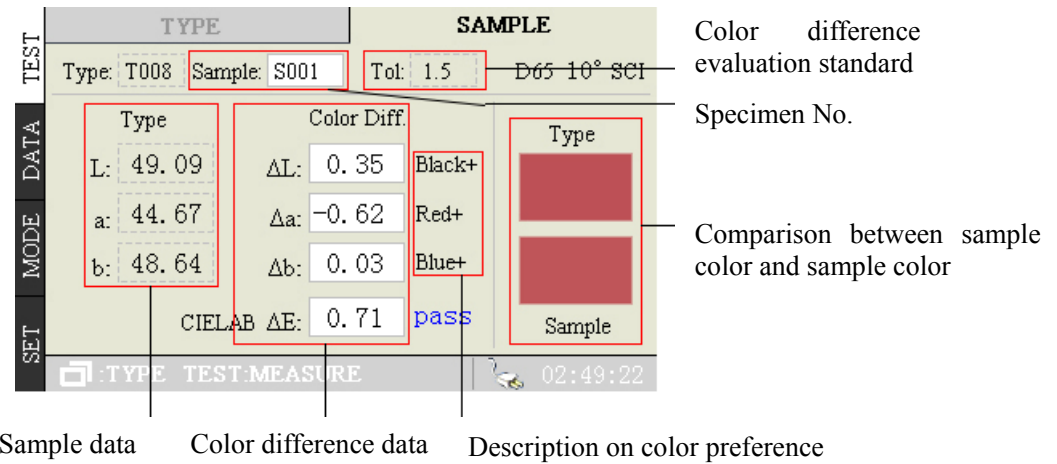 TYPE
SAMPLE
TEST
DATA
MODE
SET
Type: T008 Sample: S001 Tol: 1.5 D65 10° SCI
Type
Color Diff.
L: 49.09 ΔL: 0.35 Black+
a: 44.67 Δa: -0.62 Red+
b: 48.64 Δb: 0.03 Blue+
CIELAB ΔE: 0.71 pass
Type
Sample
:TYPE TEST:MEASURE 02:49:22
Color difference
evaluation standard
Specimen No.
Comparison between sample
color and sample color
Sample data
Color difference data
Description on color preference